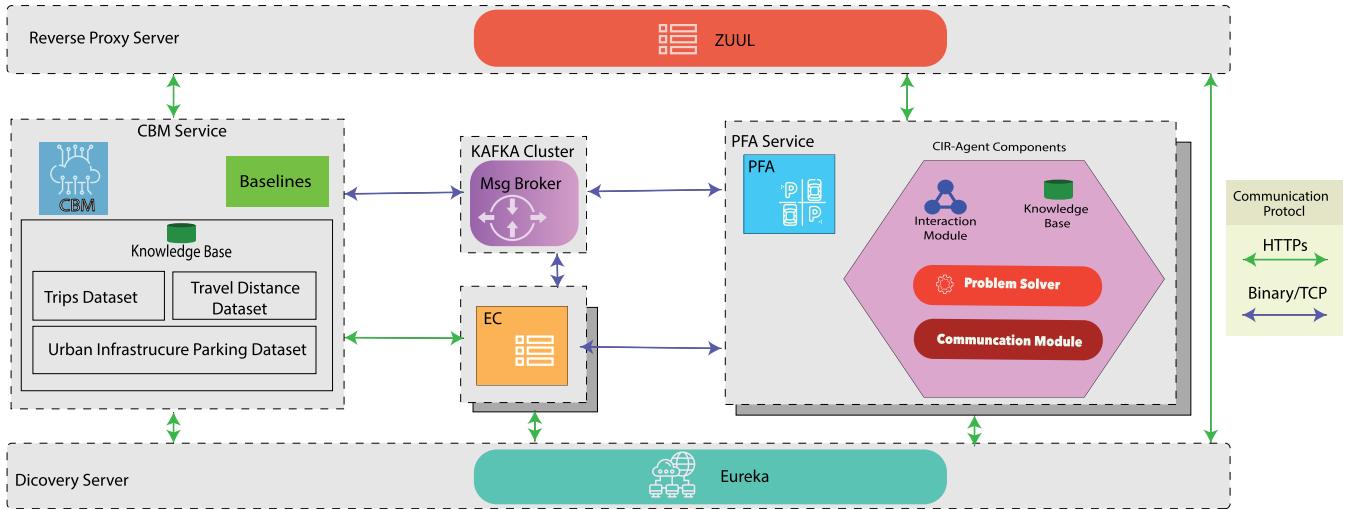 Reverse Proxy Server
ZUUL
CBM Service
CBM
Baselines
Knowledge Base
Trips Dataset
Travel Distance
Dataset
Urban Infrastrucure Parking Dataset
KAFKA Cluster
Msg Broker
EC
PFA Service
PFA
P
P
CIR-Agent Components
Interaction
Module
Knowledge
Base
Problem Solver
Communcation Module
Communication
Protocl
HTTPs
Binary/TCP
Dicovery Server
Eureka